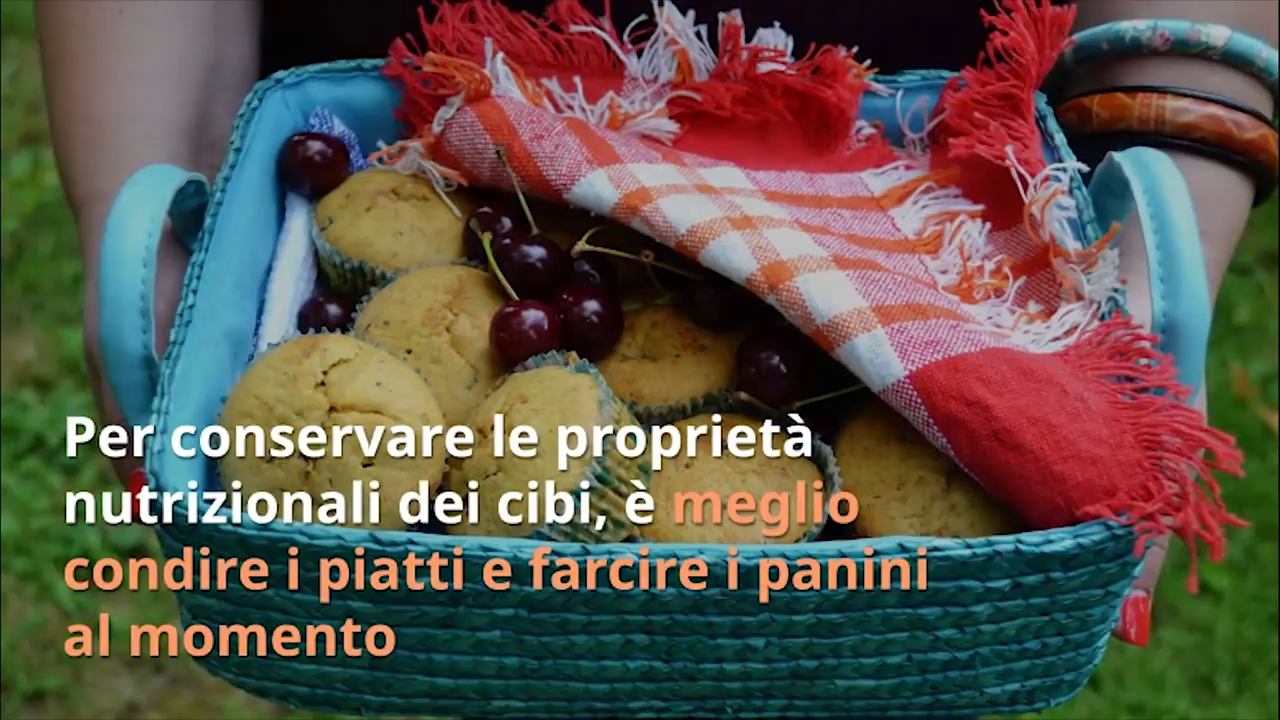 Per conservare le proprietà
nutrizionali dei cibi, è meglio
condire i piatti e farcire i panini
al momento